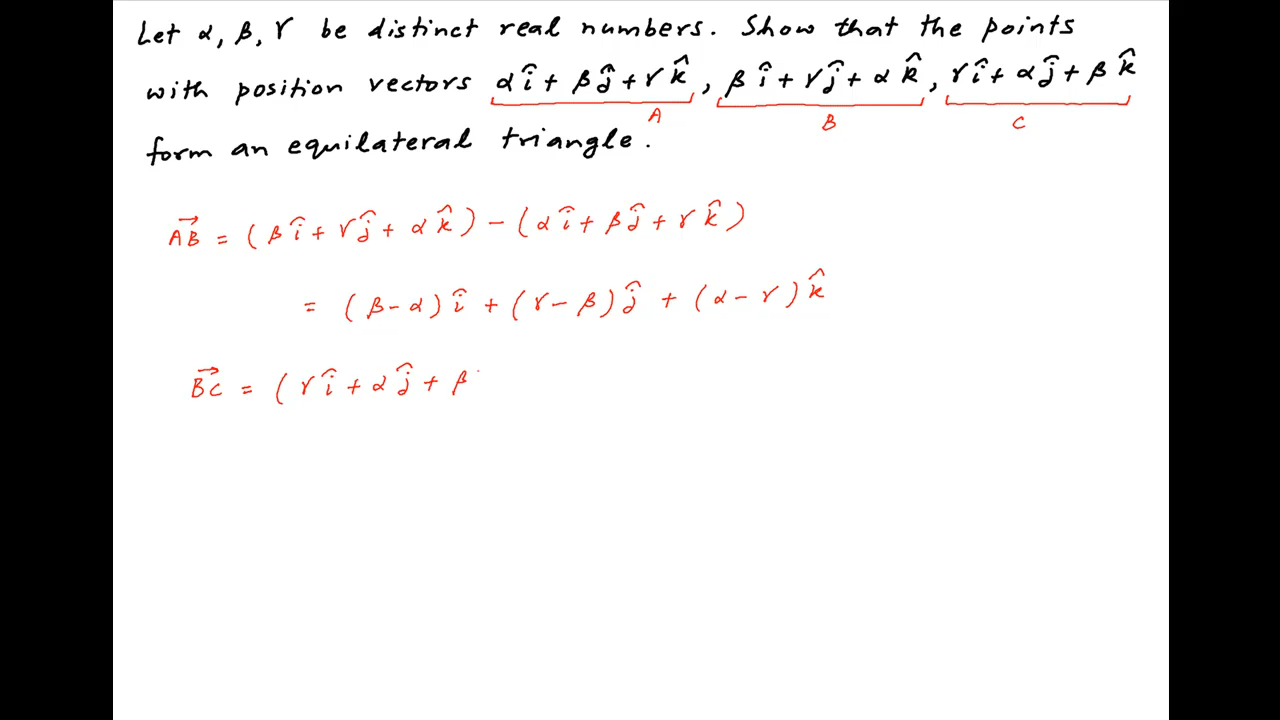 Let α, β, γ be distinct real numbers. Show that the points
with position vectors αî + βĵ + γk̂, βî + γĵ + αk̂, γî + αĵ + βk̂
A B C
form an equilateral triangle.
AB⃗ = (βî + γĵ + αk̂) - (αî + βĵ + γk̂)
= (β - α)î + (γ - β)ĵ + (α - γ)k̂
BC⃗ = (γî + αĵ + β